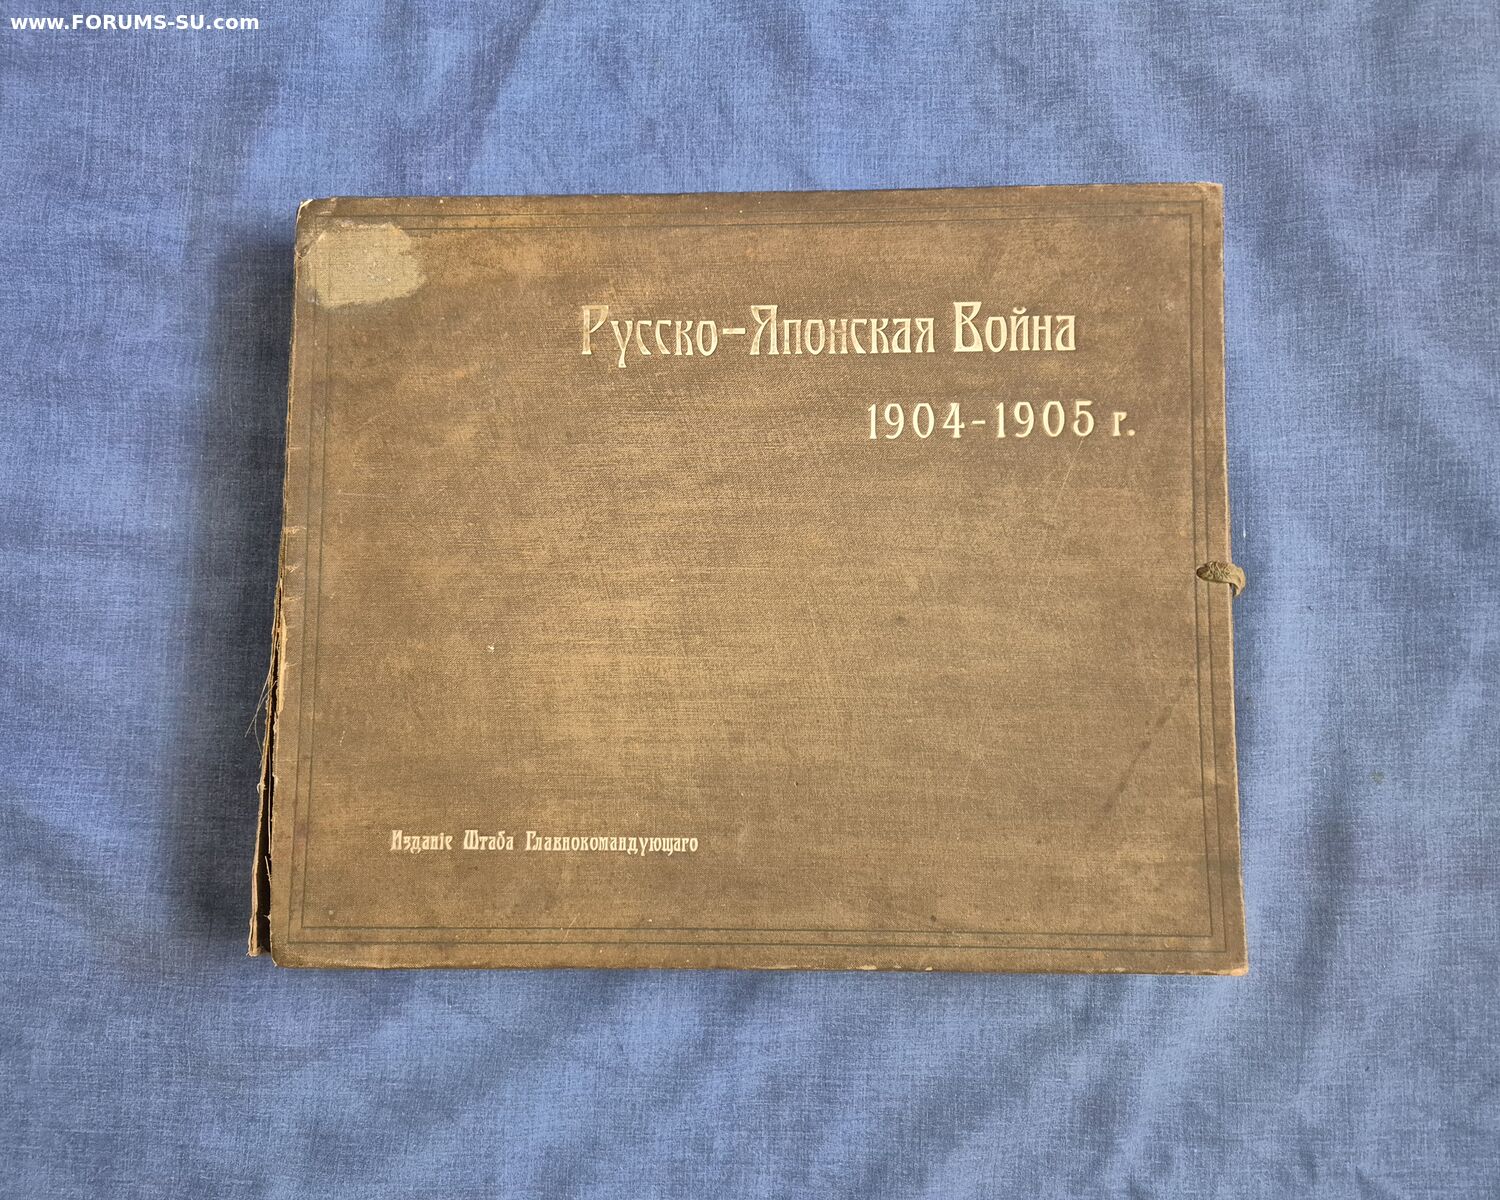 www.FORUMS-SU.com
Русско-Японская Война
1904-1905 г.
Изданіе Штаба Главнокомандующаго